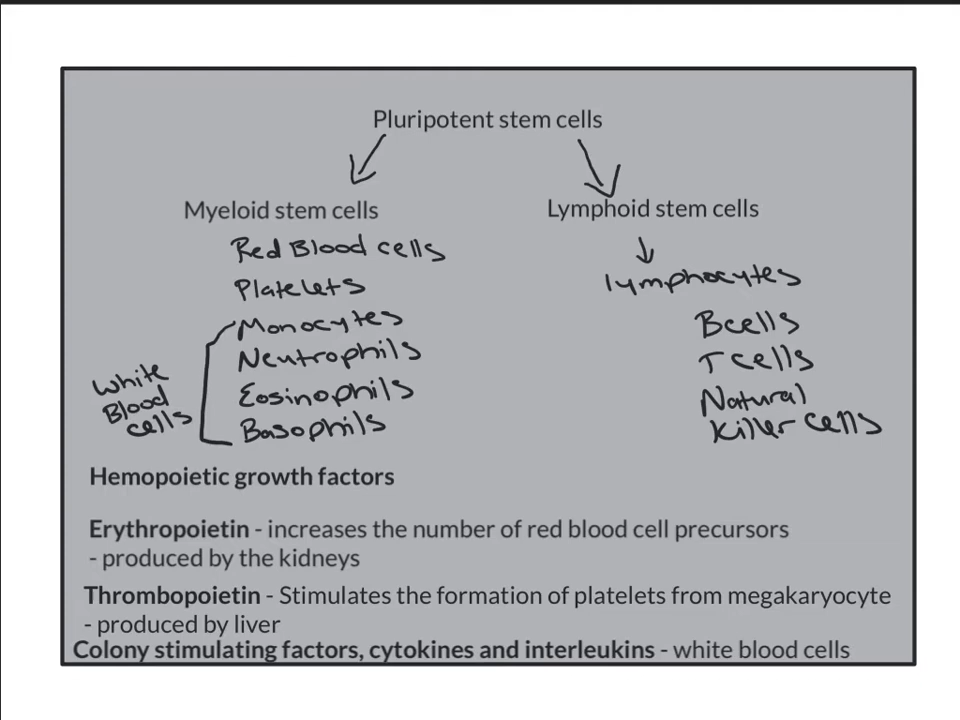 Pluripotent stem cells
Myeloid stem cells
Red Blood cells
Platelets
Monocytes
Neutrophils
Eosinophils
Basophils
White
Blood
cells
Lymphoid stem cells
lymphocytes
B cells
T cells
Natural
Killer cells
Hemopoietic growth factors
Erythropoietin - increases the number of red blood cell precursors
- produced by the kidneys
Thrombopoietin - Stimulates the formation of platelets from megakaryocyte
- produced by liver
Colony stimulating factors, cytokines and interleukins - white blood cells